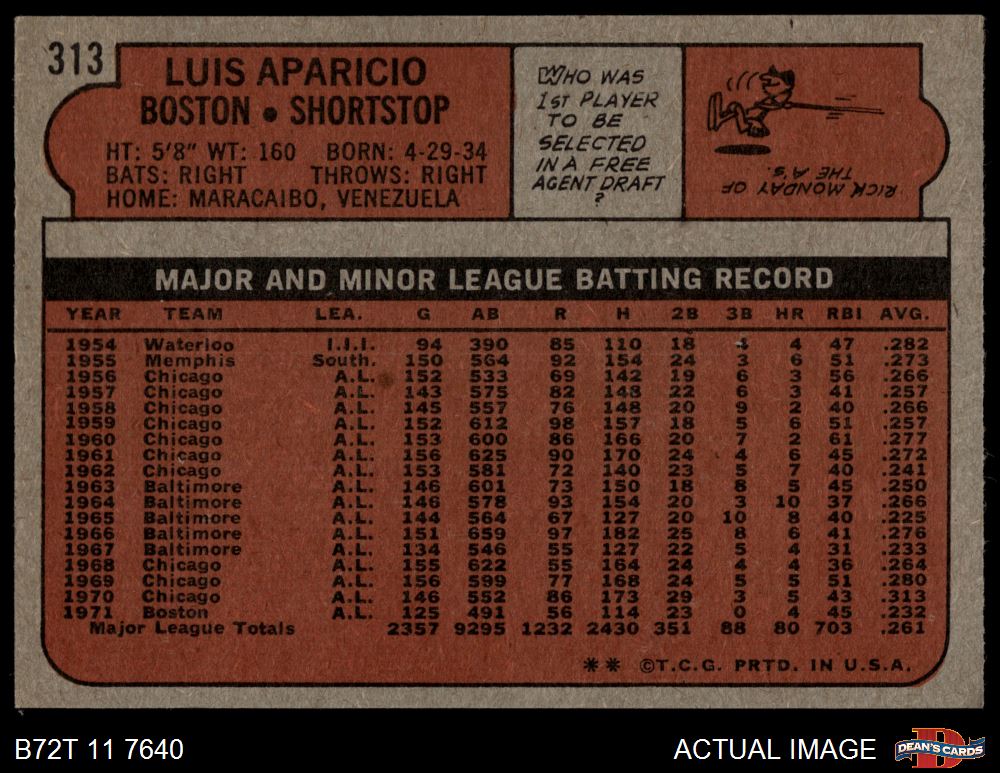 313
LUIS APARICIO
BOSTON • SHORTSTOP
HT: 5'8" WT: 160 BORN: 4-29-34
BATS: RIGHT THROWS: RIGHT
HOME: MARACAIBO, VENEZUELA
WHO WAS
1ST PLAYER
TO BE
SELECTED
IN A FREE
AGENT DRAFT
?
RICK MONDAY OF
THE A's.
MAJOR AND MINOR LEAGUE BATTING RECORD
YEAR TEAM LEA. G AB R H 2B 3B HR RBI AVG.
1954 Waterloo I.I.I. 94 390 85 110 18 4 4 47 .282
1955 Memphis South. 150 564 92 154 24 3 6 51 .273
1956 Chicago A.L. 152 533 69 142 19 6 3 56 .266
1957 Chicago A.L. 143 575 82 148 22 6 3 41 .257
1958 Chicago A.L. 145 557 76 148 20 9 2 40 .266
1959 Chicago A.L. 152 612 98 157 18 5 6 51 .257
1960 Chicago A.L. 153 600 86 166 20 7 2 61 .277
1961 Chicago A.L. 156 625 90 170 24 4 6 45 .272
1962 Chicago A.L. 153 581 72 140 23 5 7 40 .241
1963 Baltimore A.L. 146 601 73 150 18 8 5 45 .250
1964 Baltimore A.L. 146 578 93 154 20 3 10 37 .266
1965 Baltimore A.L. 144 564 67 127 20 10 8 40 .225
1966 Baltimore A.L. 151 659 97 182 25 8 6 41 .276
1967 Baltimore A.L. 134 546 55 127 22 5 4 31 .233
1968 Chicago A.L. 155 622 55 164 24 4 4 36 .264
1969 Chicago A.L. 156 599 77 168 24 5 5 51 .280
1970 Chicago A.L. 146 552 86 173 29 3 5 43 .313
1971 Boston A.L. 125 491 56 114 23 0 4 45 .232
Major League Totals 2357 9295 1232 2430 351 88 80 703 .261
** ©T.C.G. PRTD. IN U.S.A.
B72T 11 7640
ACTUAL IMAGE
D
DEAN'S CARDS